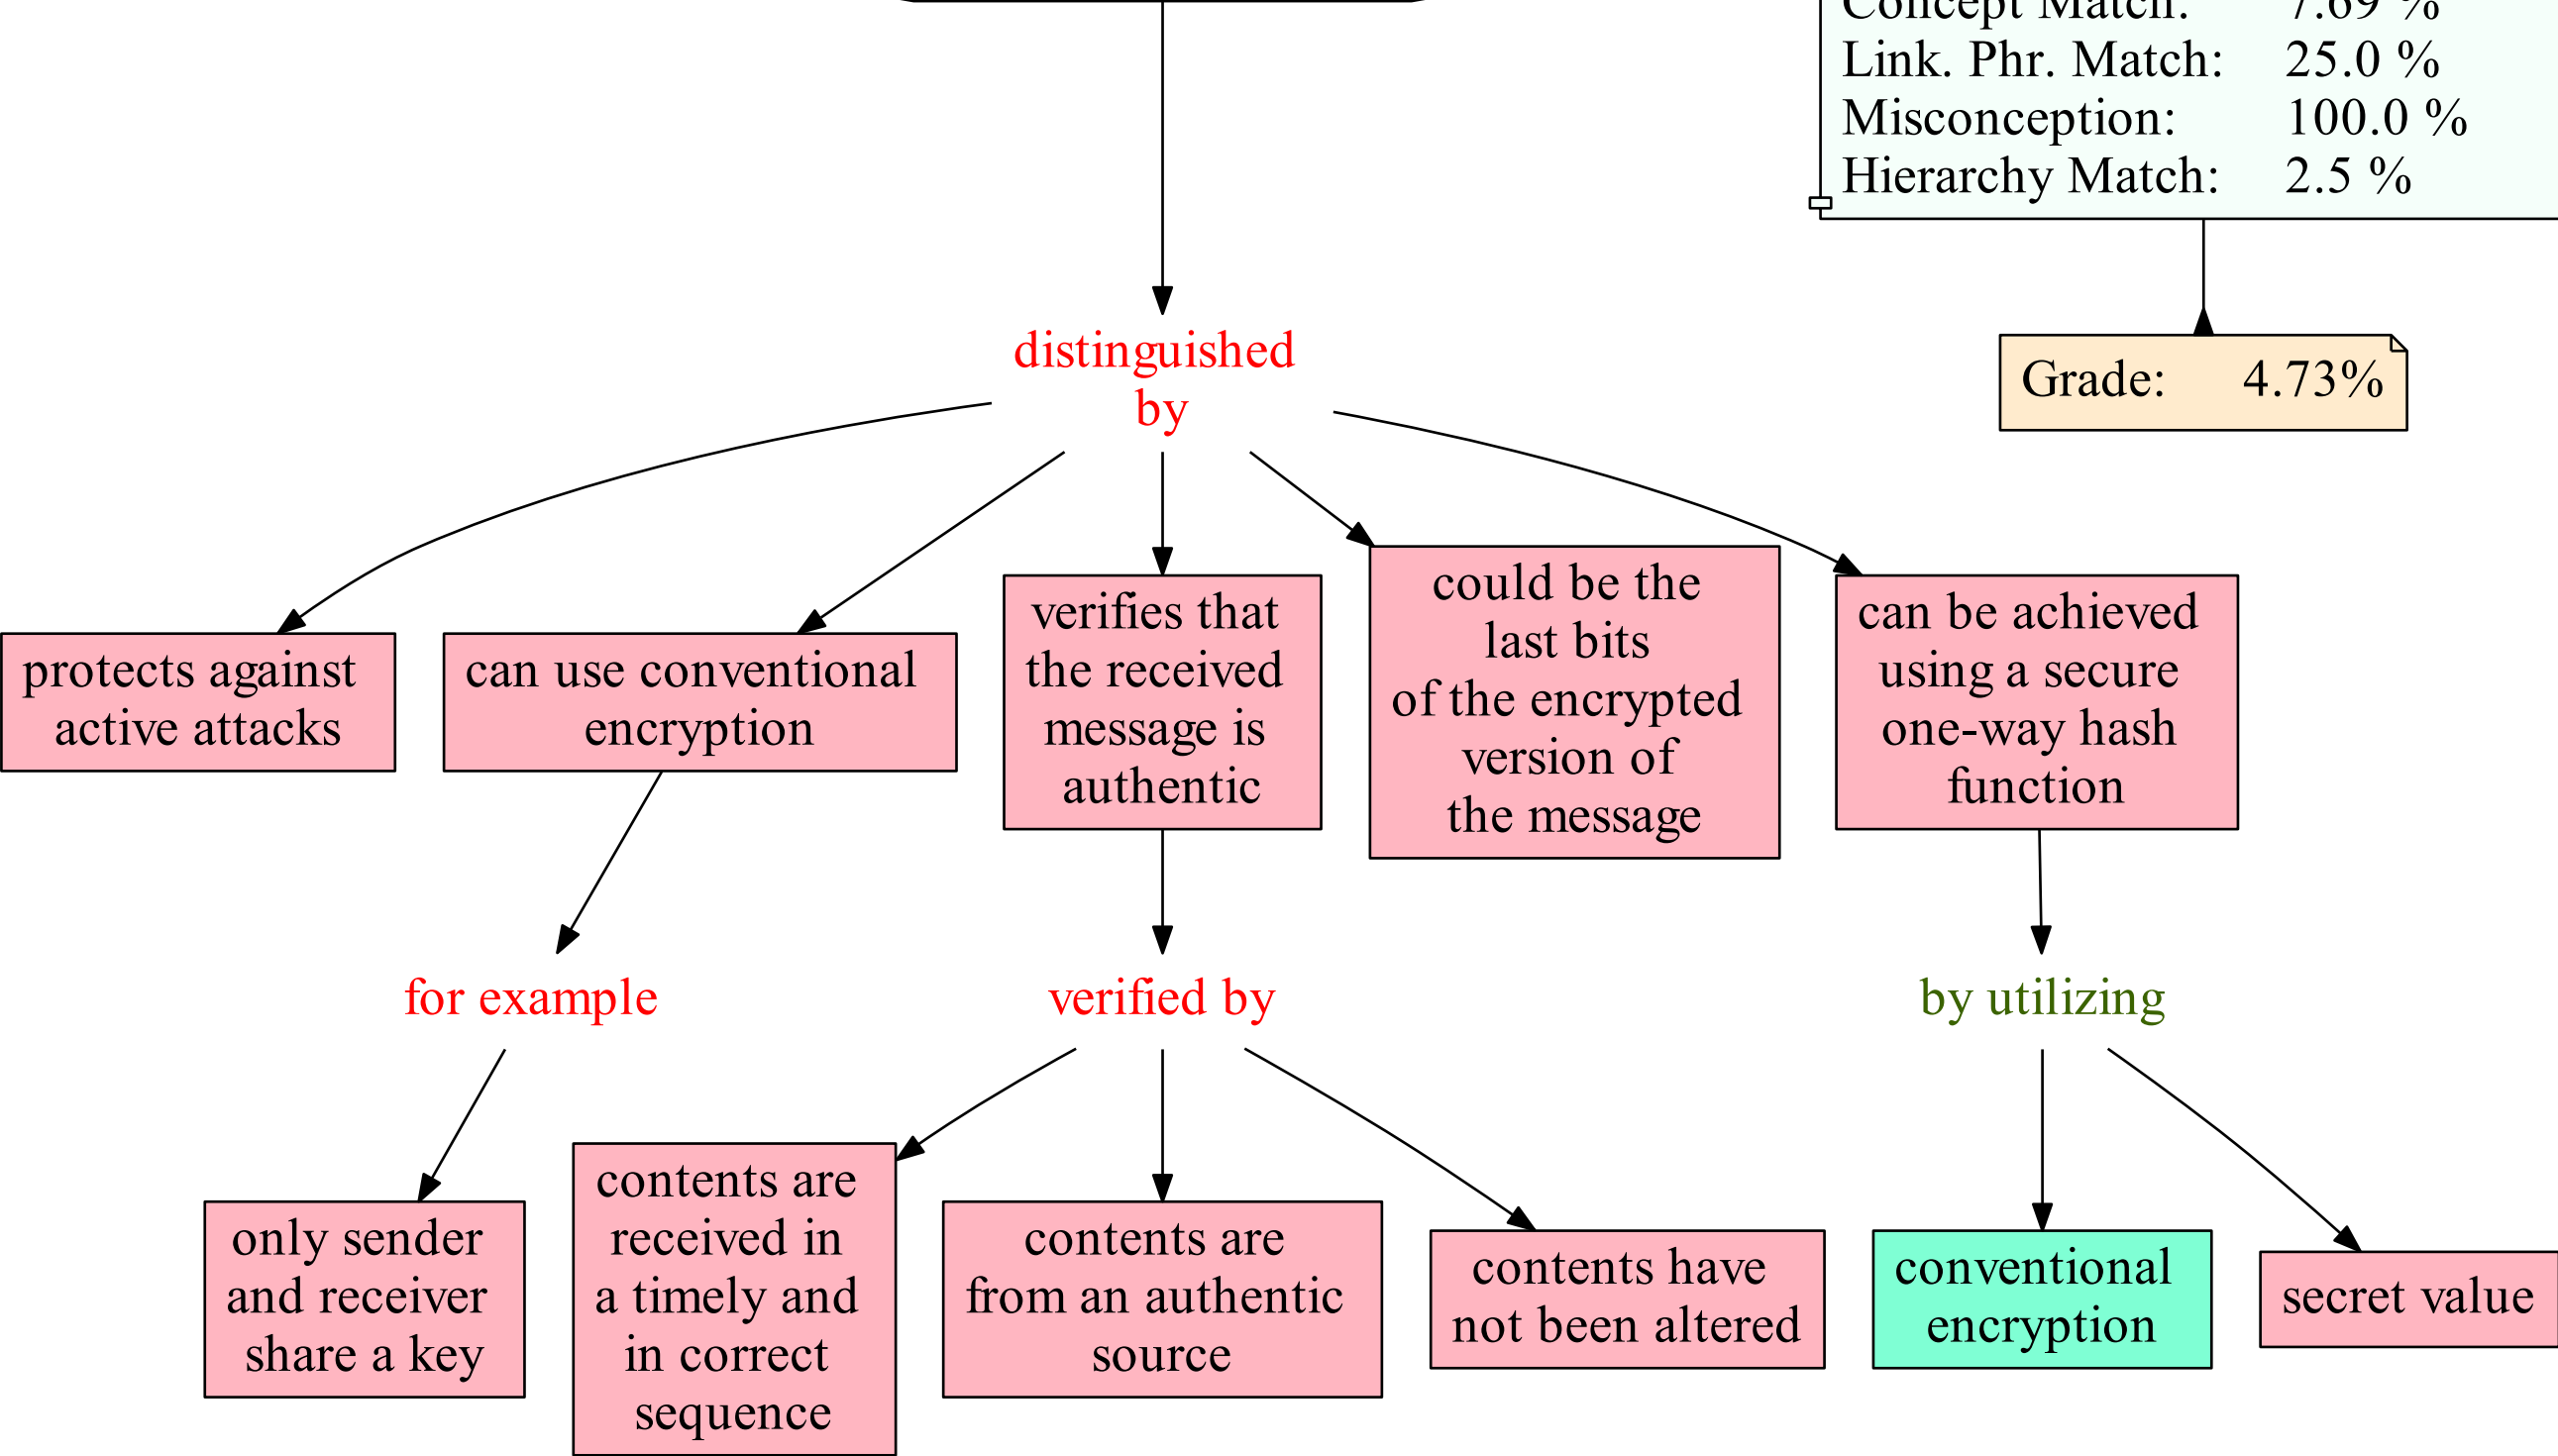 Concept Match: 7.69 %
Link. Phr. Match: 25.0 %
Misconception: 100.0 %
Hierarchy Match: 2.5 %
Grade: 4.73%
distinguished
by
protects against
active attacks
can use conventional
encryption
verifies that
the received
message is
authentic
could be the
last bits
of the encrypted
version of
the message
can be achieved
using a secure
one-way hash
function
for example
verified by
by utilizing
only sender
and receiver
share a key
contents are
received in
a timely and
in correct
sequence
contents are
from an authentic
source
contents have
not been altered
conventional
encryption
secret value